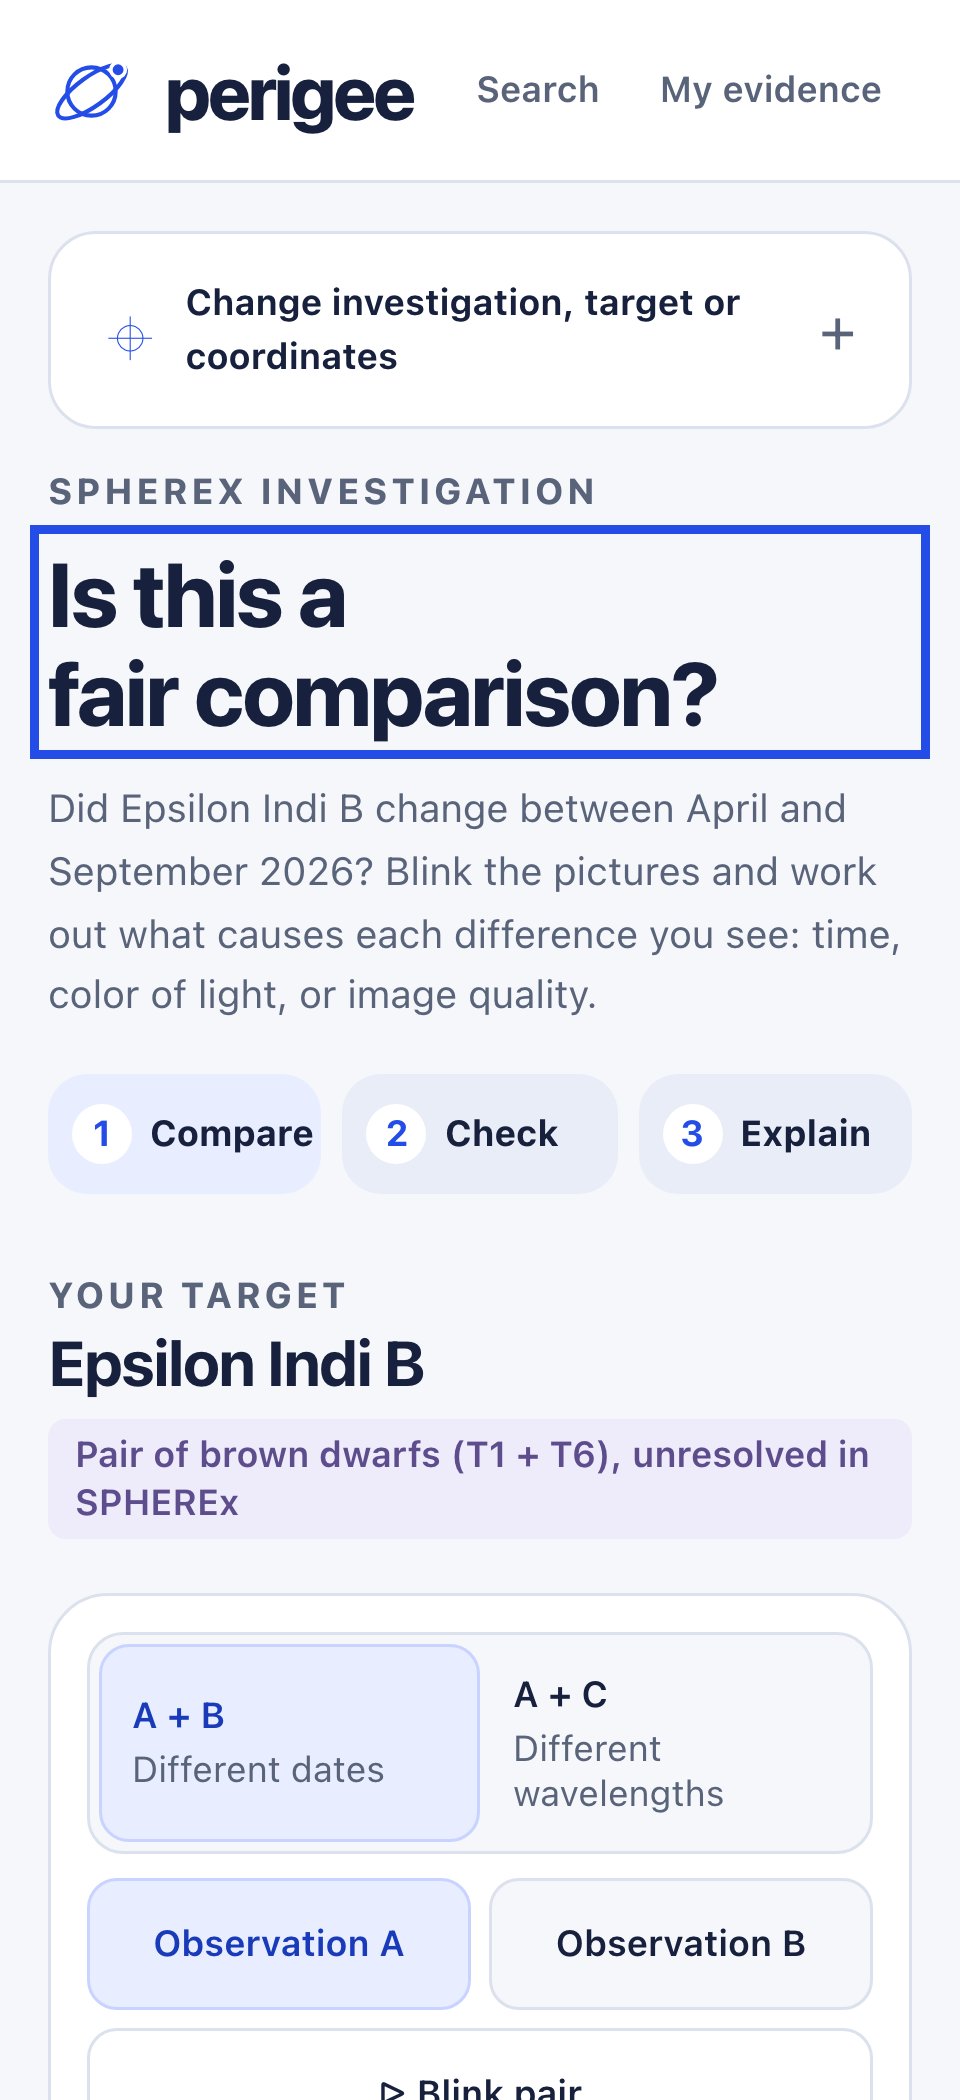 perigee
Search
My evidence
Change investigation, target or
coordinates
+
SPHEREX INVESTIGATION
Is this a
fair comparison?
Did Epsilon Indi B change between April and
September 2026? Blink the pictures and work
out what causes each difference you see: time,
color of light, or image quality.
1 Compare
2 Check
3 Explain
YOUR TARGET
Epsilon Indi B
Pair of brown dwarfs (T1 + T6), unresolved in
SPHEREx
A + B
Different dates
A + C
Different
wavelengths
Observation A
Observation B
Blink pair